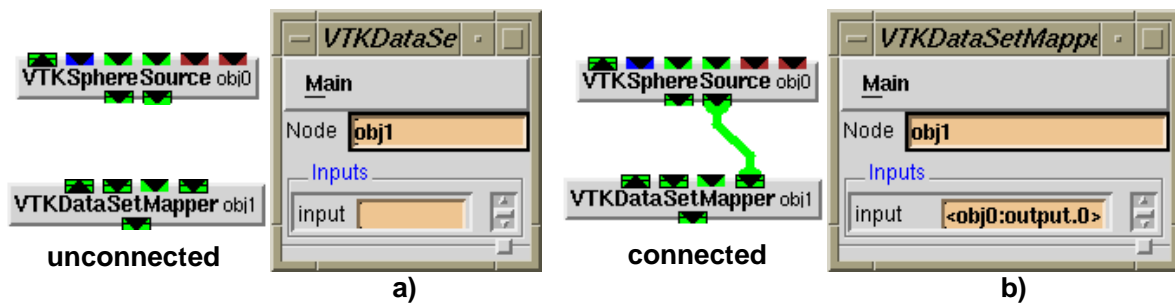 VTKSphereSource obj0
VTKDataSetMapper obj1
unconnected
VTKDataSe
Main
Node obj1
Inputs
input
a)
VTKSphereSource obj0
VTKDataSetMapper obj1
connected
VTKDataSetMappe
Main
Node obj1
Inputs
input <obj0:output.0>
b)